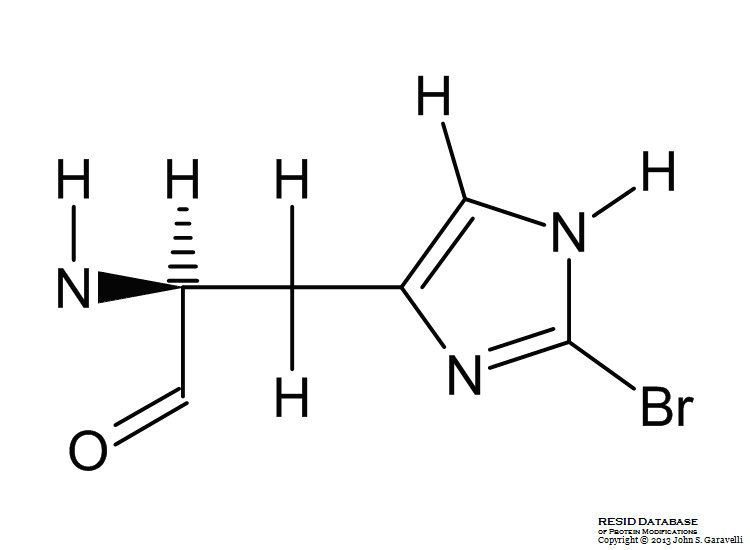 H
H H H H
N
N
N
O
H
Br
RESID DATABASE
OF PROTEIN MODIFICATIONS
Copyright © 2013 John S. Garavelli